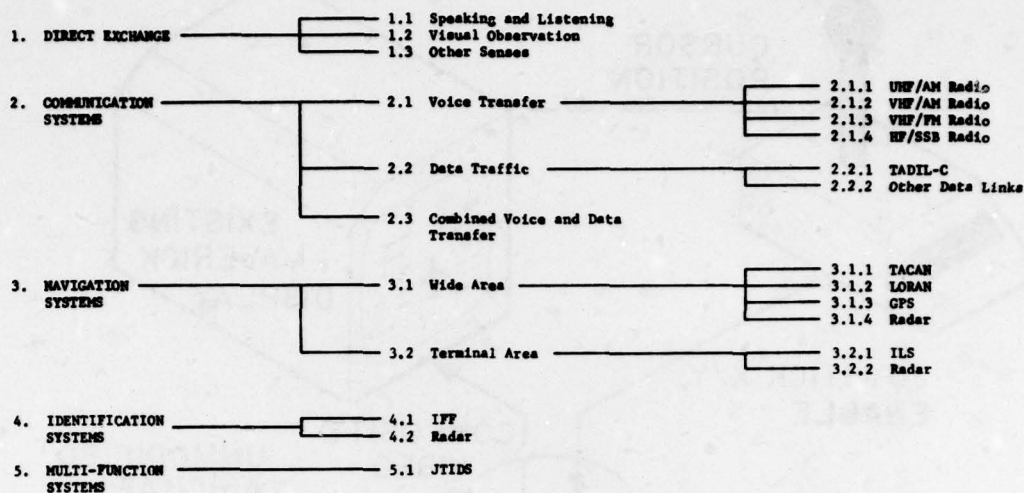 1. DIRECT EXCHANGE
1.1 Speaking and Listening
1.2 Visual Observation
1.3 Other Senses
2. COMMUNICATION
SYSTEMS
2.1 Voice Transfer
2.1.1 UHF/AM Radio
2.1.2 VHF/AM Radio
2.1.3 VHF/FM Radio
2.1.4 HF/SSB Radio
2.2 Data Traffic
2.2.1 TADIL-C
2.2.2 Other Data Links
2.3 Combined Voice and Data
Transfer
3. NAVIGATION
SYSTEMS
3.1 Wide Area
3.1.1 TACAN
3.1.2 LORAN
3.1.3 GPS
3.1.4 Radar
3.2 Terminal Area
3.2.1 ILS
3.2.2 Radar
4. IDENTIFICATION
SYSTEMS
4.1 IFF
4.2 Radar
5. MULTI-FUNCTION
SYSTEMS
5.1 JTIDS
CURSOR
POSITION
EXISTING
MAVERICK
DISPLAY
ENABLE